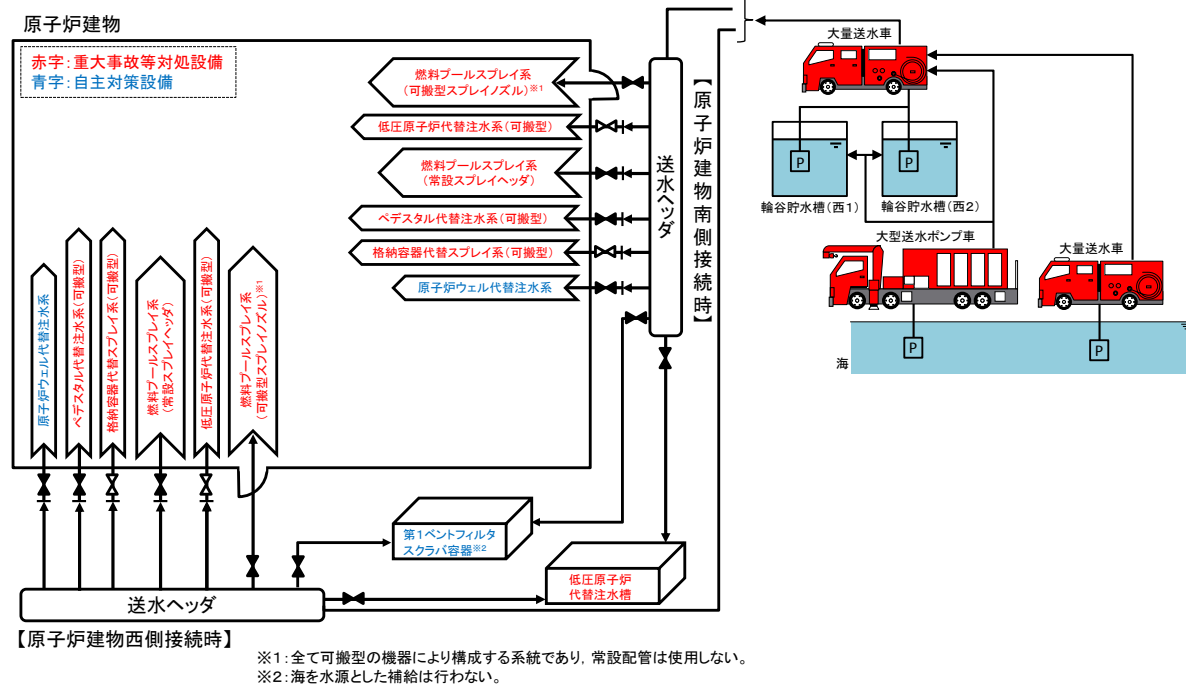 原子炉建物
赤字:重大事故等対処設備
青字:自主対策設備
燃料プールスプレイ系
(可搬型スプレイノズル)※1
低圧原子炉代替注水系(可搬型)
燃料プールスプレイ系
(常設スプレイヘッダ)
ペデスタル代替注水系(可搬型)
格納容器代替スプレイ系(可搬型)
原子炉ウェル代替注水系
送水ヘッダ
【原子炉建物南側接続時】
大量送水車
P
P
輪谷貯水槽(西1)
輪谷貯水槽(西2)
大型送水ポンプ車
大量送水車
P
P
海
原子炉ウェル代替注水系
ペデスタル代替注水系(可搬型)
格納容器代替スプレイ系(可搬型)
燃料プールスプレイ系
(常設スプレイヘッダ)
低圧原子炉代替注水系(可搬型)
燃料プールスプレイ系
(可搬型スプレイノズル)※1
第1ベントフィルタ
スクラバ容器※2
低圧原子炉
代替注水槽
送水ヘッダ
【原子炉建物西側接続時】
※1:全て可搬型の機器により構成する系統であり,常設配管は使用しない。
※2:海を水源とした補給は行わない。